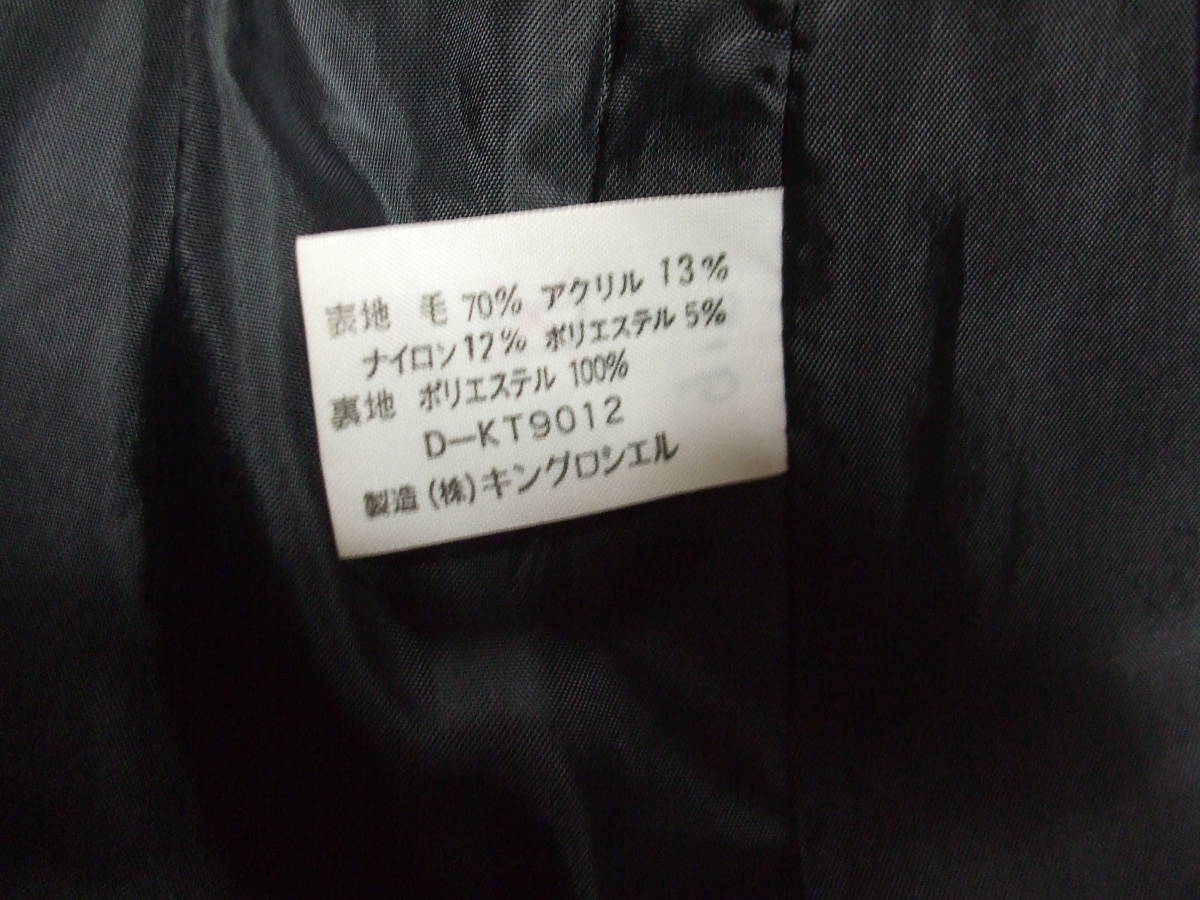 表地 毛 70% アクリル 13%
ナイロン12% ポリエステル 5%
裏地 ポリエステル 100%
D-KT9012
製造(株)キングロシエル